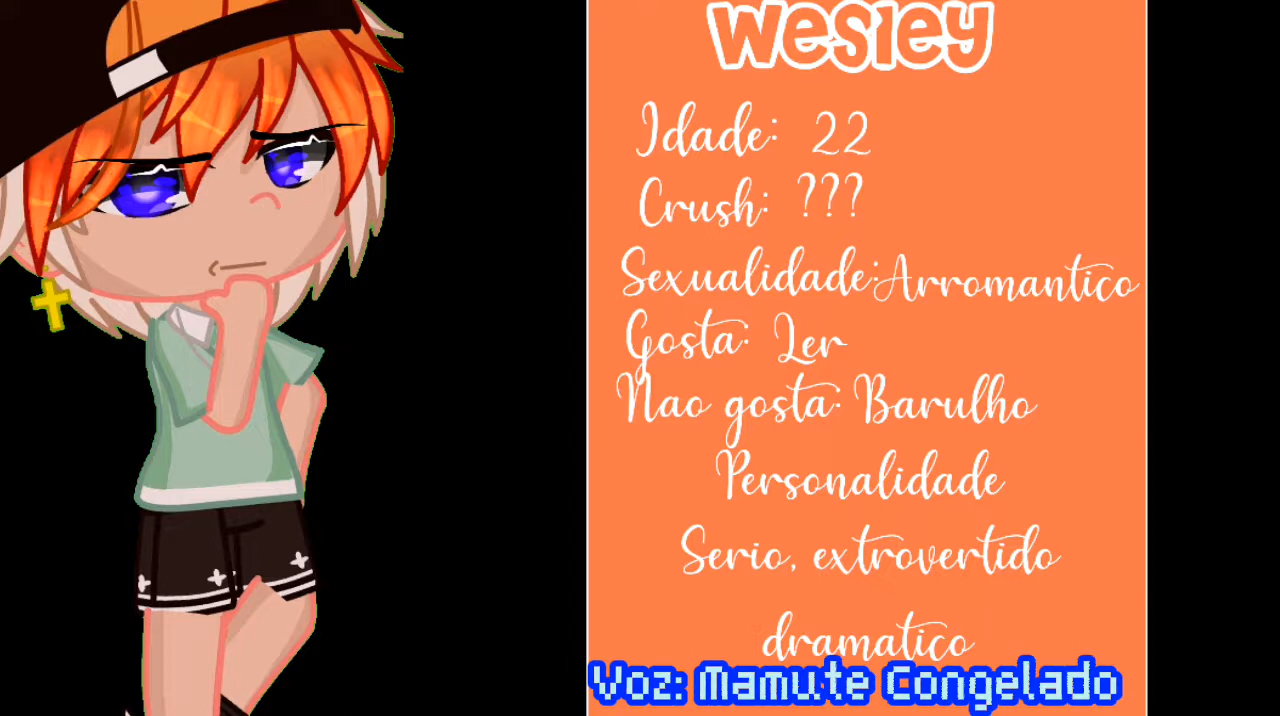 Wesley
Idade: 22
Crush: ???
Sexualidade:Arromantico
Gosta: Ler
Nao gosta: Barulho
Personalidade
Serio, extrovertido
dramatico
Voz: Mamute Congelado